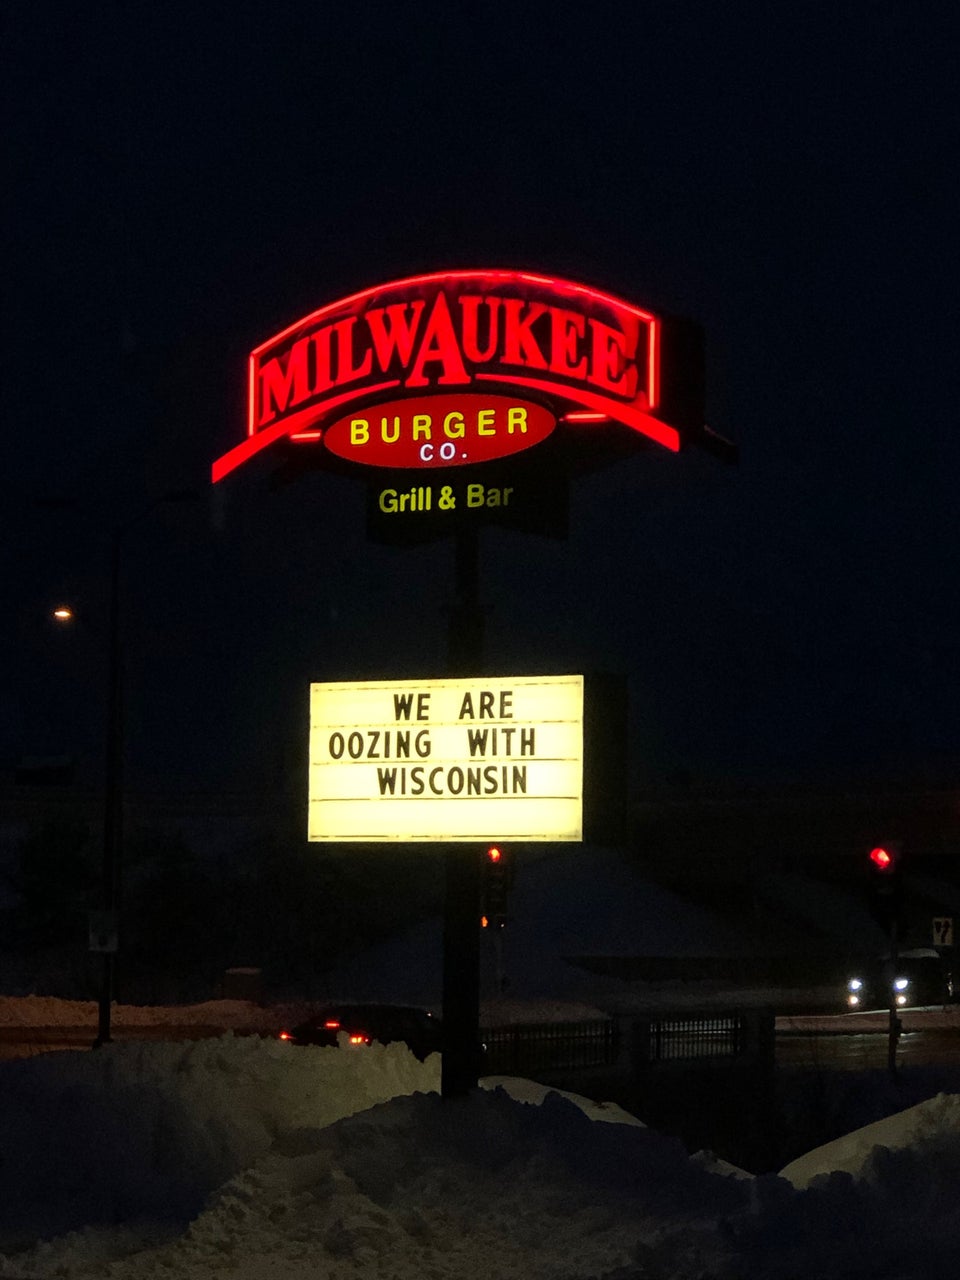 MILWAUKEE
BURGER
CO.
Grill & Bar
WE ARE
OOZING WITH
WISCONSIN